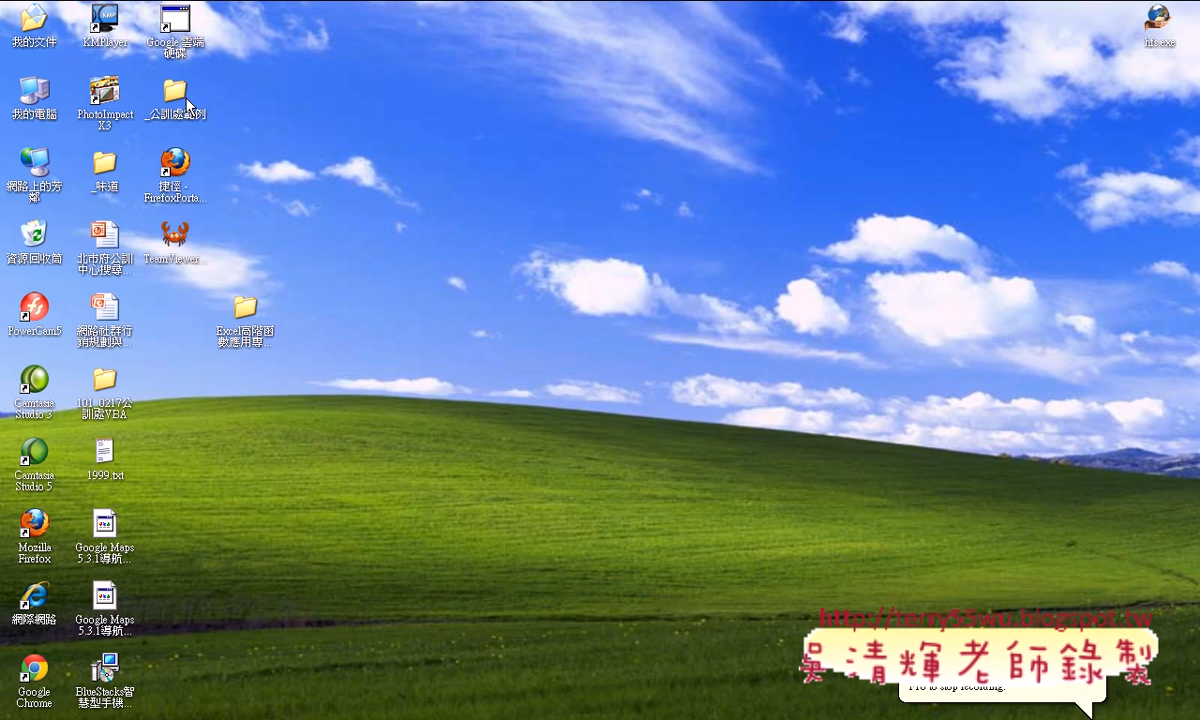 我的文件
KMPlayer
Google 雲端
硬碟
hfs.exe
我的電腦
PhotoImpact
X3
_公訓處範例
網路上的芳
鄰
_味道
捷徑 -
FirefoxPorta...
資源回收筒
北市府公訓
中心搜尋...
TeamViewer...
PowerCam5
網路社群行
銷規劃與...
Excel高階函
數應用專...
Camtasia
Studio 3
101_0217公
訓處VBA
Camtasia
Studio 5
1999.txt
Mozilla
Firefox
Google Maps
5.3.1導航...
網際網路
Google Maps
5.3.1導航...
Google
Chrome
BlueStacks智
慧型手機...
http://terry55wu.blogspot.tw
吳清輝老師錄製
Pro to stop recording.